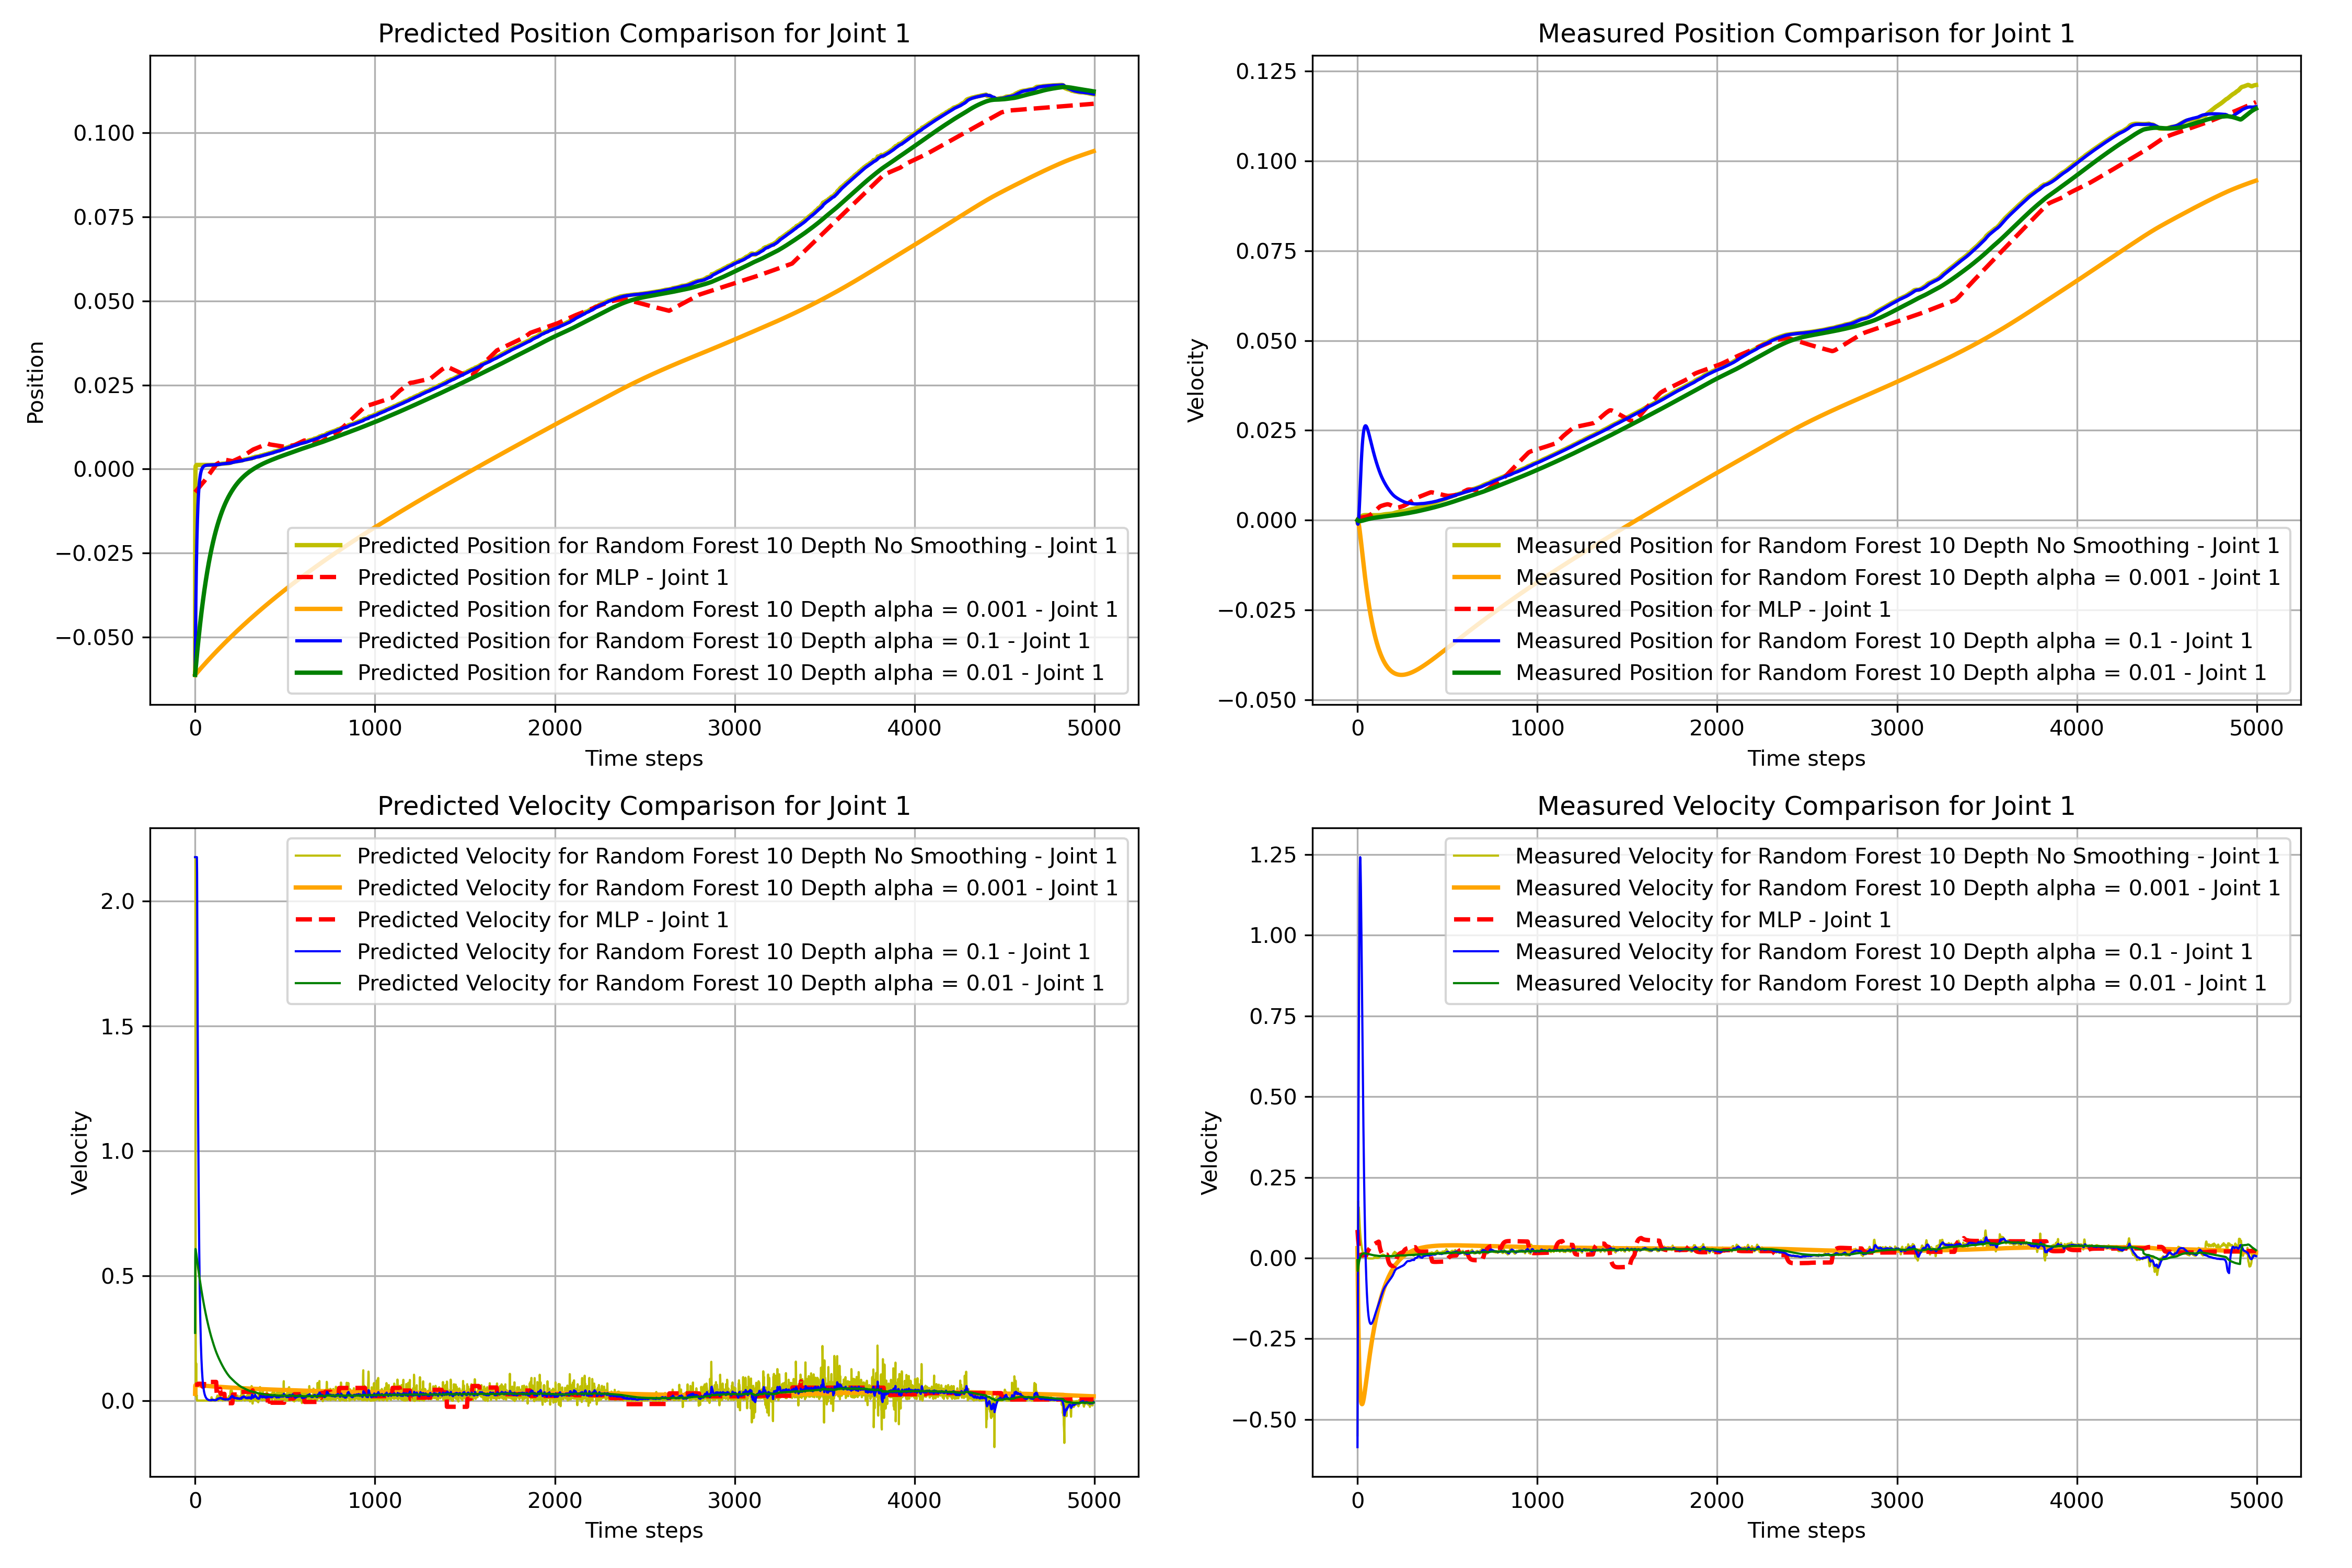 Predicted Position Comparison for Joint 1
Position
0.100
0.075
0.050
0.025
0.000
−0.025
−0.050
Predicted Position for Random Forest 10 Depth No Smoothing - Joint 1
Predicted Position for MLP - Joint 1
Predicted Position for Random Forest 10 Depth alpha = 0.001 - Joint 1
Predicted Position for Random Forest 10 Depth alpha = 0.1 - Joint 1
Predicted Position for Random Forest 10 Depth alpha = 0.01 - Joint 1
0 1000 2000 3000 4000 5000
Time steps
Measured Position Comparison for Joint 1
Velocity
0.125
0.100
0.075
0.050
0.025
0.000
−0.025
−0.050
Measured Position for Random Forest 10 Depth No Smoothing - Joint 1
Measured Position for Random Forest 10 Depth alpha = 0.001 - Joint 1
Measured Position for MLP - Joint 1
Measured Position for Random Forest 10 Depth alpha = 0.1 - Joint 1
Measured Position for Random Forest 10 Depth alpha = 0.01 - Joint 1
0 1000 2000 3000 4000 5000
Time steps
Predicted Velocity Comparison for Joint 1
Velocity
2.0
1.5
1.0
0.5
0.0
Predicted Velocity for Random Forest 10 Depth No Smoothing - Joint 1
Predicted Velocity for Random Forest 10 Depth alpha = 0.001 - Joint 1
Predicted Velocity for MLP - Joint 1
Predicted Velocity for Random Forest 10 Depth alpha = 0.1 - Joint 1
Predicted Velocity for Random Forest 10 Depth alpha = 0.01 - Joint 1
0 1000 2000 3000 4000 5000
Time steps
Measured Velocity Comparison for Joint 1
Velocity
1.25
1.00
0.75
0.50
0.25
0.00
−0.25
−0.50
Measured Velocity for Random Forest 10 Depth No Smoothing - Joint 1
Measured Velocity for Random Forest 10 Depth alpha = 0.001 - Joint 1
Measured Velocity for MLP - Joint 1
Measured Velocity for Random Forest 10 Depth alpha = 0.1 - Joint 1
Measured Velocity for Random Forest 10 Depth alpha = 0.01 - Joint 1
0 1000 2000 3000 4000 5000
Time steps